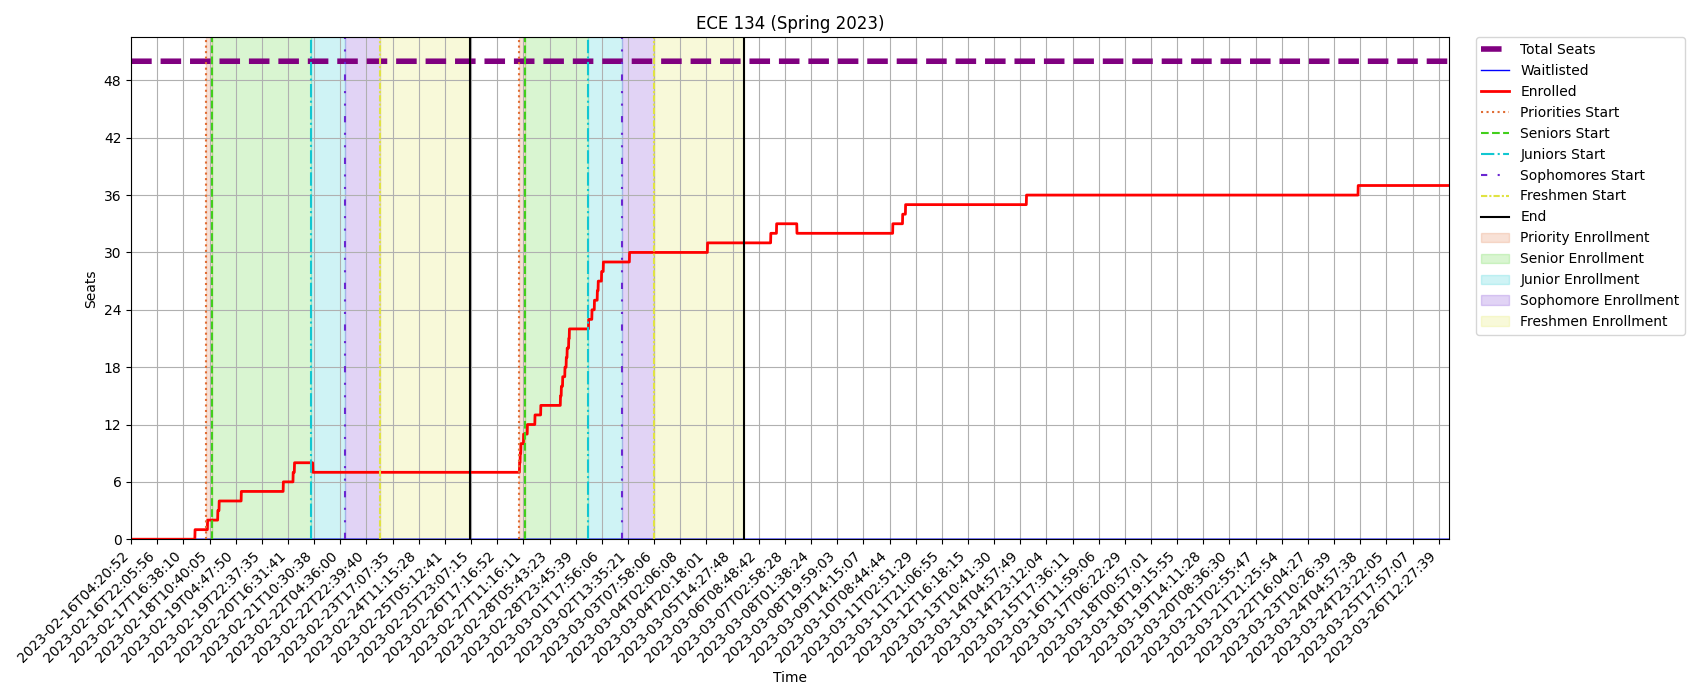 ECE 134 (Spring 2023)
Total Seats
Waitlisted
Enrolled
Priorities Start
Seniors Start
Juniors Start
Sophomores Start
Freshmen Start
End
Priority Enrollment
Senior Enrollment
Junior Enrollment
Sophomore Enrollment
Freshmen Enrollment
Seats
48
42
36
30
24
18
12
6
0
2023-02-16T04:20:52
2023-02-16T22:05:56
2023-02-17T16:38:10
2023-02-18T10:40:05
2023-02-19T04:47:50
2023-02-19T22:37:35
2023-02-20T16:31:41
2023-02-21T10:30:38
2023-02-22T04:36:00
2023-02-22T22:39:40
2023-02-23T17:07:35
2023-02-24T11:15:28
2023-02-25T05:12:41
2023-02-25T23:07:15
2023-02-26T17:16:52
2023-02-27T11:16:11
2023-02-28T05:43:23
2023-02-28T23:45:39
2023-03-01T17:56:06
2023-03-02T13:35:21
2023-03-03T07:58:06
2023-03-04T02:06:08
2023-03-04T20:18:01
2023-03-05T14:27:48
2023-03-06T08:48:42
2023-03-07T02:58:28
2023-03-08T01:38:24
2023-03-08T19:59:03
2023-03-09T14:15:07
2023-03-10T08:44:44
2023-03-11T02:51:29
2023-03-11T21:06:55
2023-03-12T16:18:15
2023-03-13T10:41:30
2023-03-14T04:57:49
2023-03-14T23:12:04
2023-03-15T17:36:11
2023-03-16T11:59:06
2023-03-17T06:22:29
2023-03-18T00:57:01
2023-03-18T19:15:55
2023-03-19T14:11:28
2023-03-20T08:36:30
2023-03-21T02:55:47
2023-03-21T21:25:54
2023-03-22T16:04:27
2023-03-23T10:26:39
2023-03-24T04:57:38
2023-03-24T23:22:05
2023-03-25T17:57:07
2023-03-26T12:27:39
Time